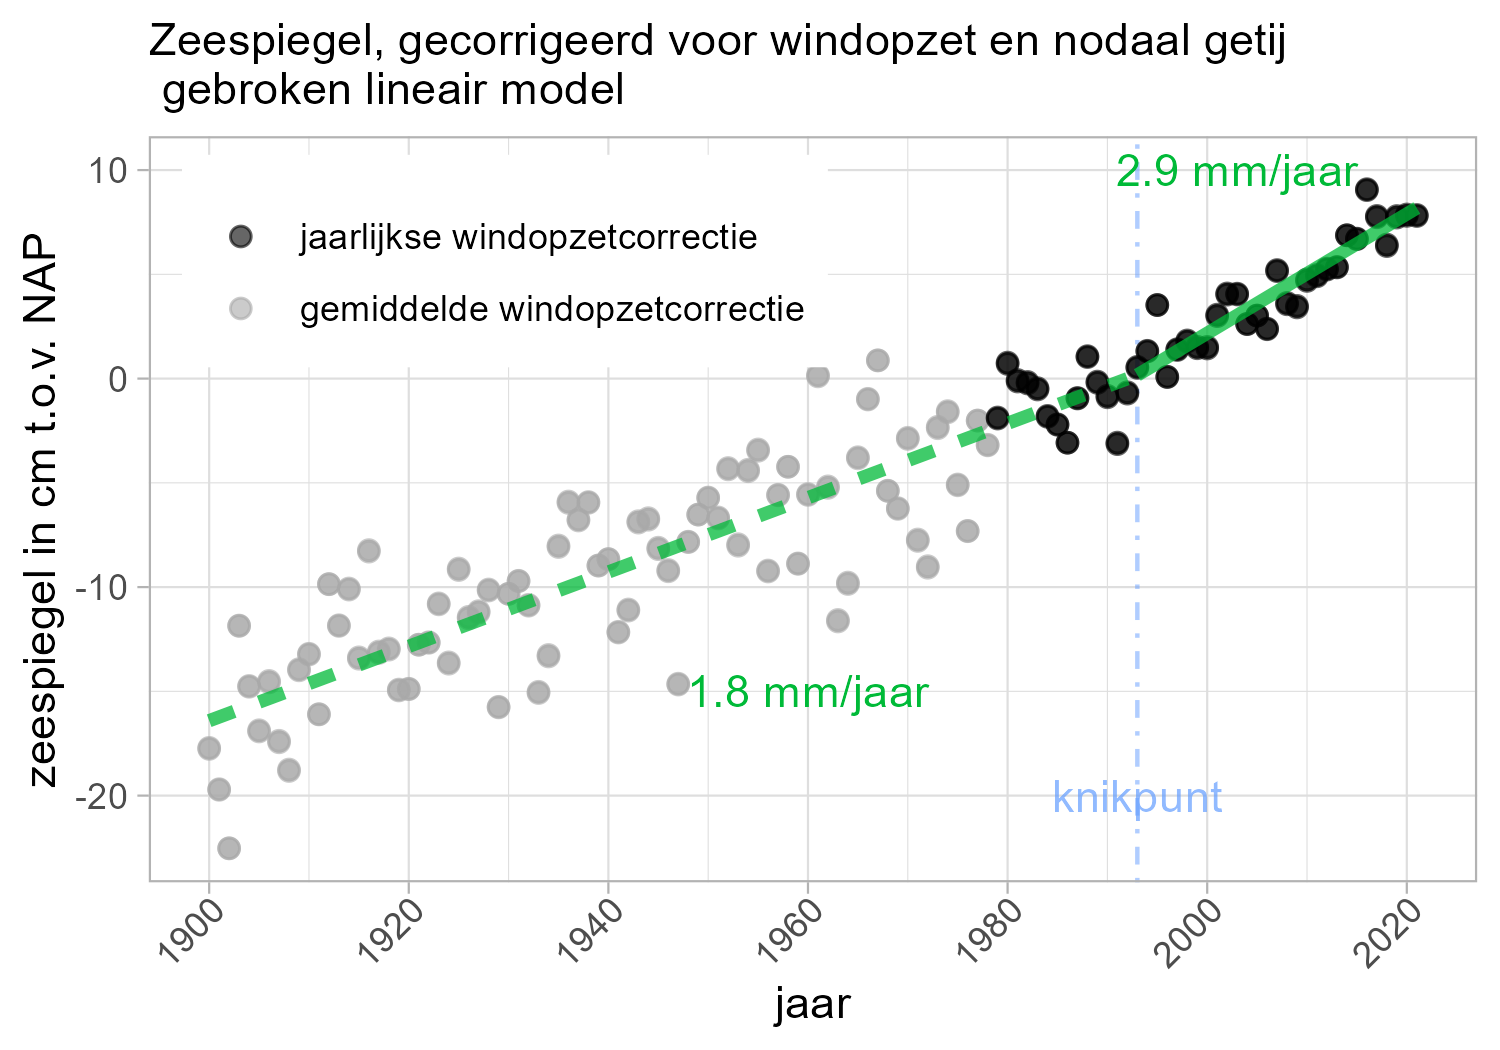 Zeespiegel, gecorrigeerd voor windopzet en nodaal getij
gebroken lineair model
zeespiegel in cm t.o.v. NAP
10
0
-10
-20
jaarlijkse windopzetcorrectie
gemiddelde windopzetcorrectie
2.9 mm/jaar
1.8 mm/jaar
knikpunt
1900
1920
1940
1960
1980
2000
2020
jaar